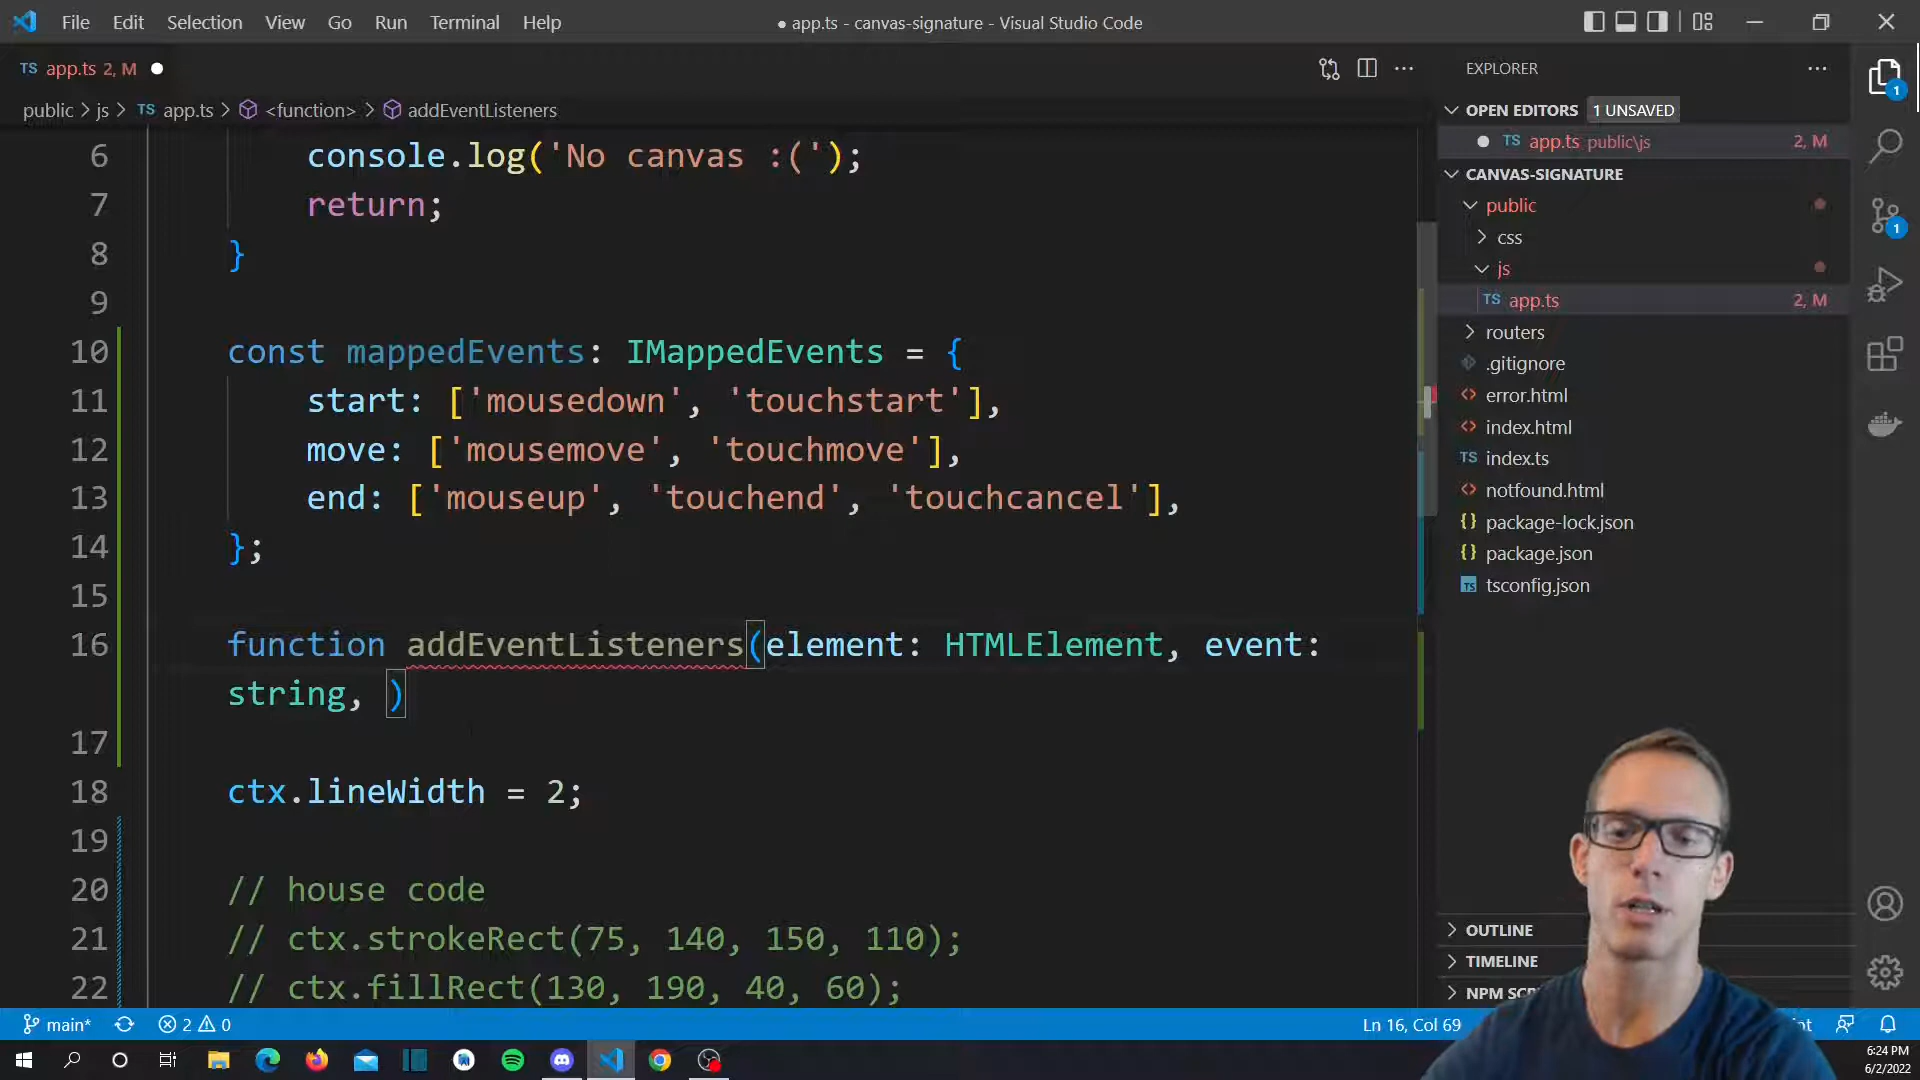 File Edit Selection View Go Run Terminal Help
● app.ts - canvas-signature - Visual Studio Code
TS app.ts 2, M ●
public > js > TS app.ts > <function> > addEventListeners
6 console.log('No canvas :(');
7 return;
8 }
9
10 const mappedEvents: IMappedEvents = {
11 start: ['mousedown', 'touchstart'],
12 move: ['mousemove', 'touchmove'],
13 end: ['mouseup', 'touchend', 'touchcancel'],
14 };
15
16 function addEventListeners(element: HTMLElement, event:
string, )
17
18 ctx.lineWidth = 2;
19
20 // house code
21 // ctx.strokeRect(75, 140, 150, 110);
22 // ctx.fillRect(130, 190, 40, 60);
EXPLORER
OPEN EDITORS 1 UNSAVED
● TS app.ts public\js 2, M
CANVAS-SIGNATURE
public
css
js
TS app.ts 2, M
routers
.gitignore
error.html
index.html
TS index.ts
notfound.html
{} package-lock.json
{} package.json
TS tsconfig.json
OUTLINE
TIMELINE
NPM SC
1
1
main* 2 0
Ln 16, Col 69
6:24 PM
6/2/2022